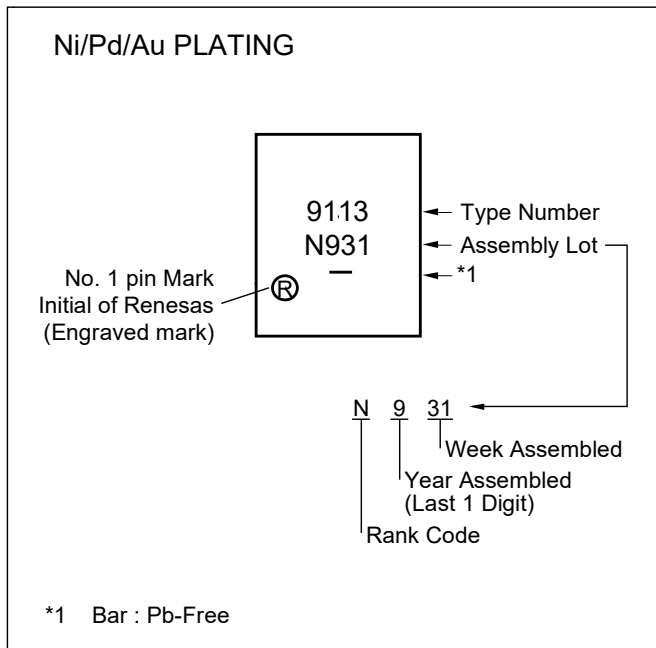 Ni/Pd/Au PLATING
9113
N931
—
Type Number
Assembly Lot
*1
No. 1 pin Mark
Initial of Renesas
(Engraved mark)
R
N 9 31
Week Assembled
Year Assembled
(Last 1 Digit)
Rank Code
*1 Bar : Pb-Free